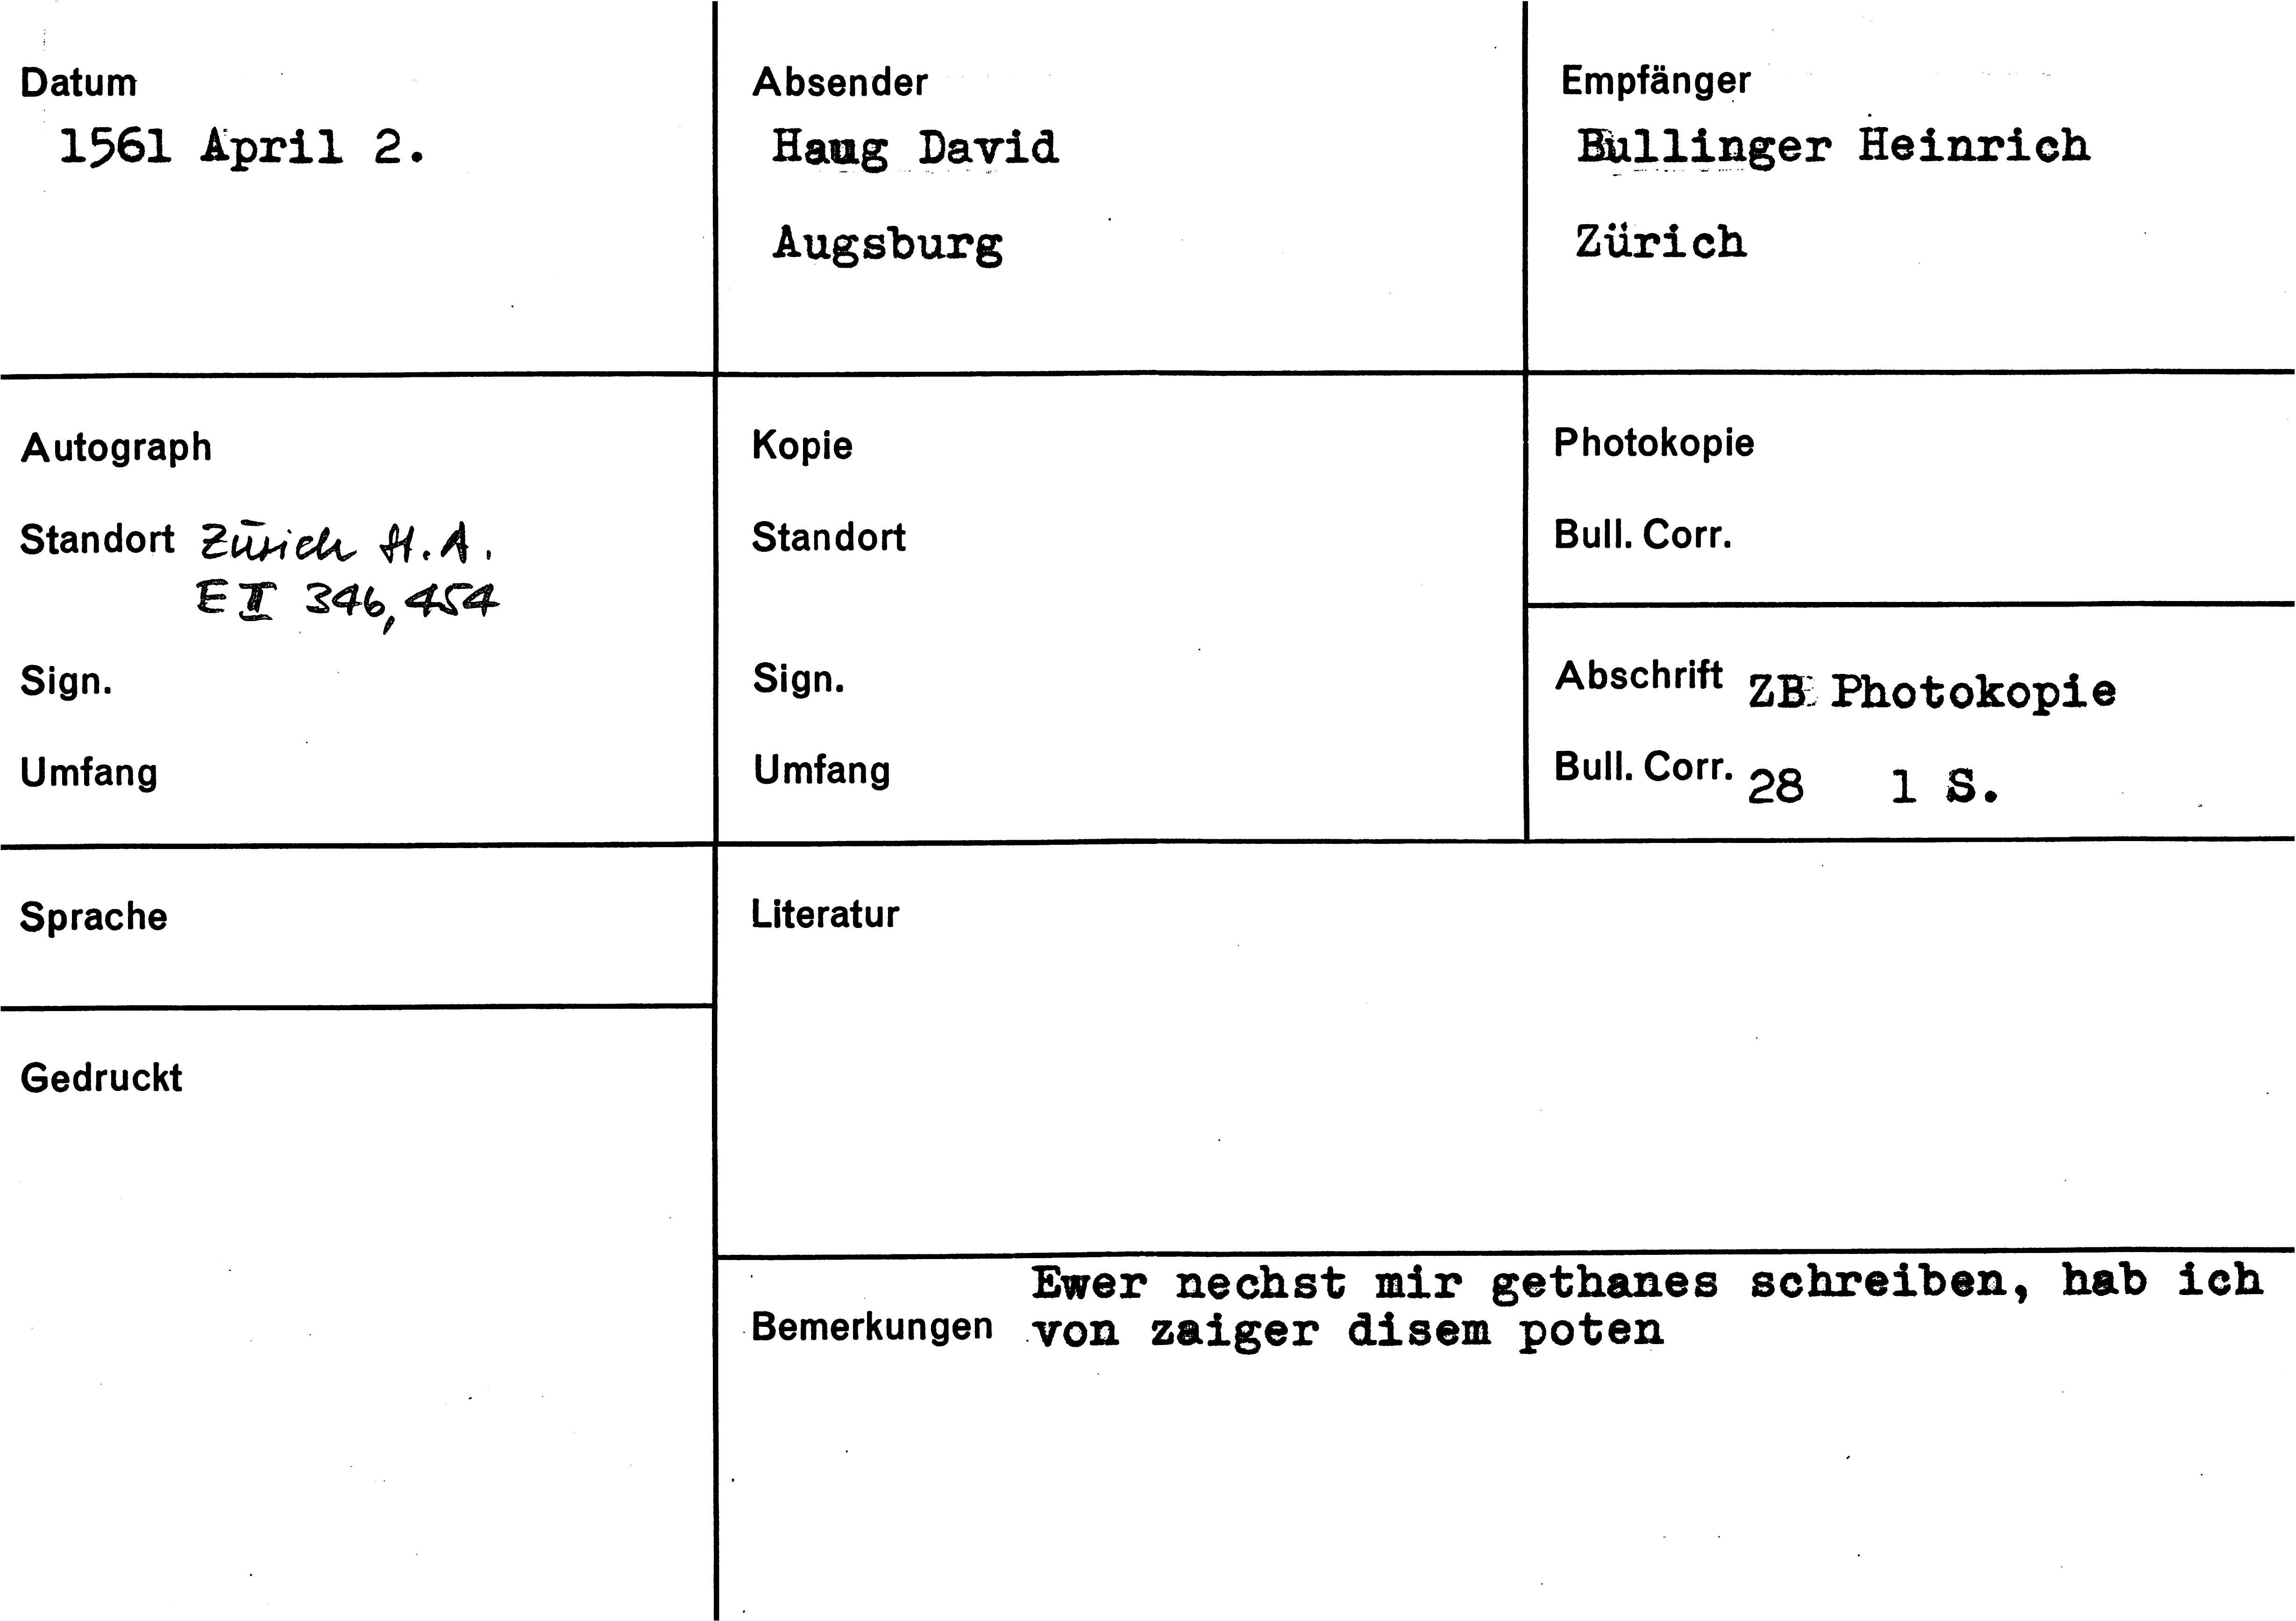 Datum
1561 April 2.
Absender
Haug David
Augsburg
Empfänger
Bullinger Heinrich
Zürich
Autograph
Standort Zürich St. A.
E II 346, 454
Sign.
Umfang
Kopie
Standort
Sign.
Umfang
Photokopie
Bull. Corr.
Abschrift ZB Photokopie
Bull. Corr. 28 1 S.
Sprache
Gedruckt
Literatur
Ewer nechst mir gethanes schreiben, hab ich
Bemerkungen von zaiger disem poten